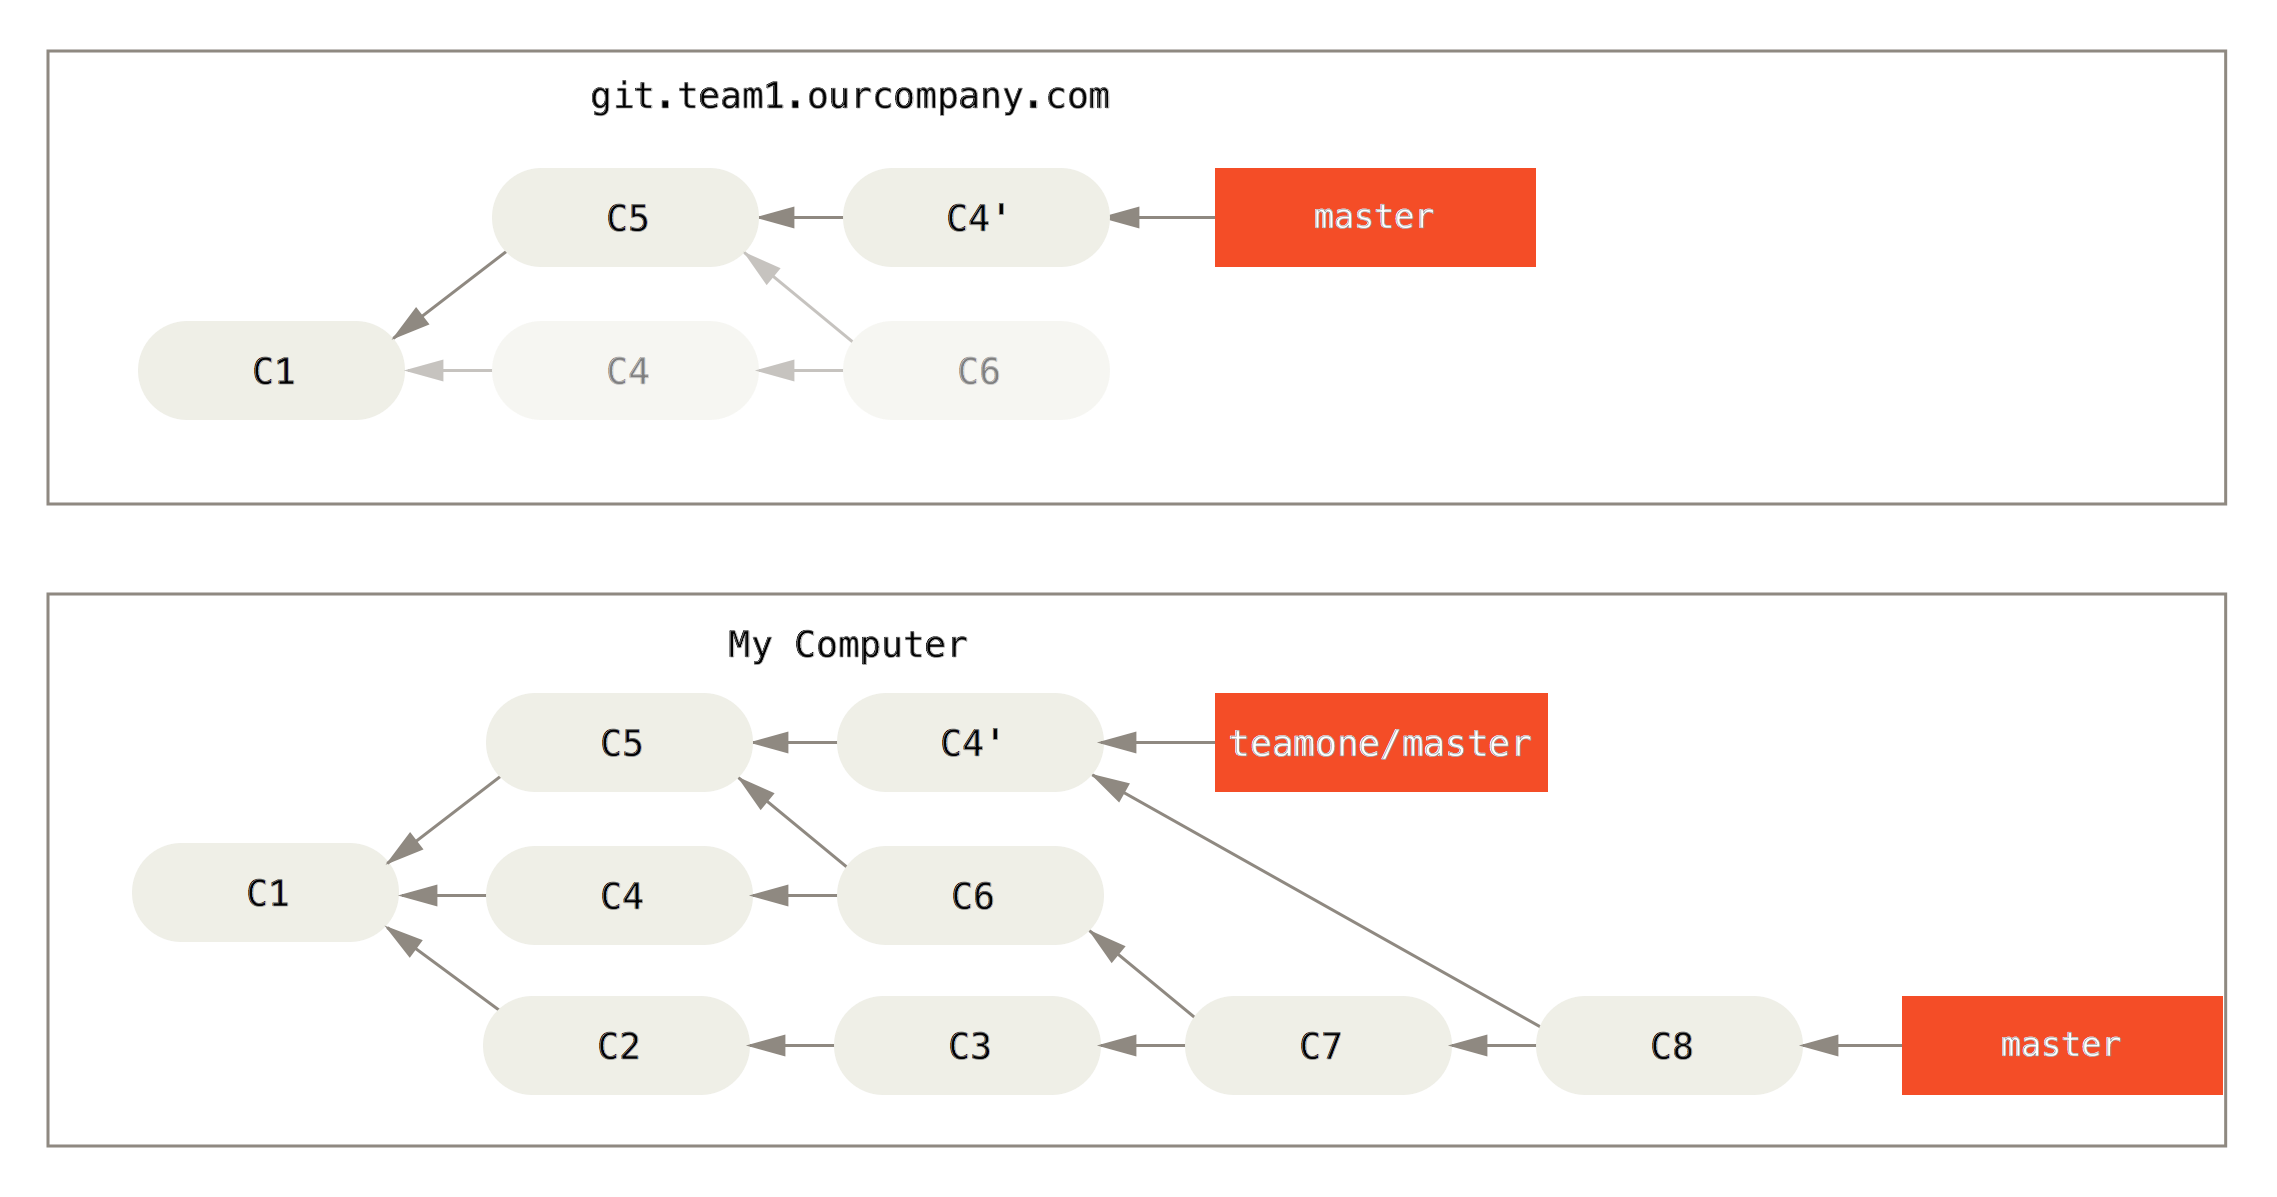 git.team1.ourcompany.com
C5 C4' master
C1 C4 C6
My Computer
C5 C4' teamone/master
C1 C4 C6
C2 C3 C7 C8 master